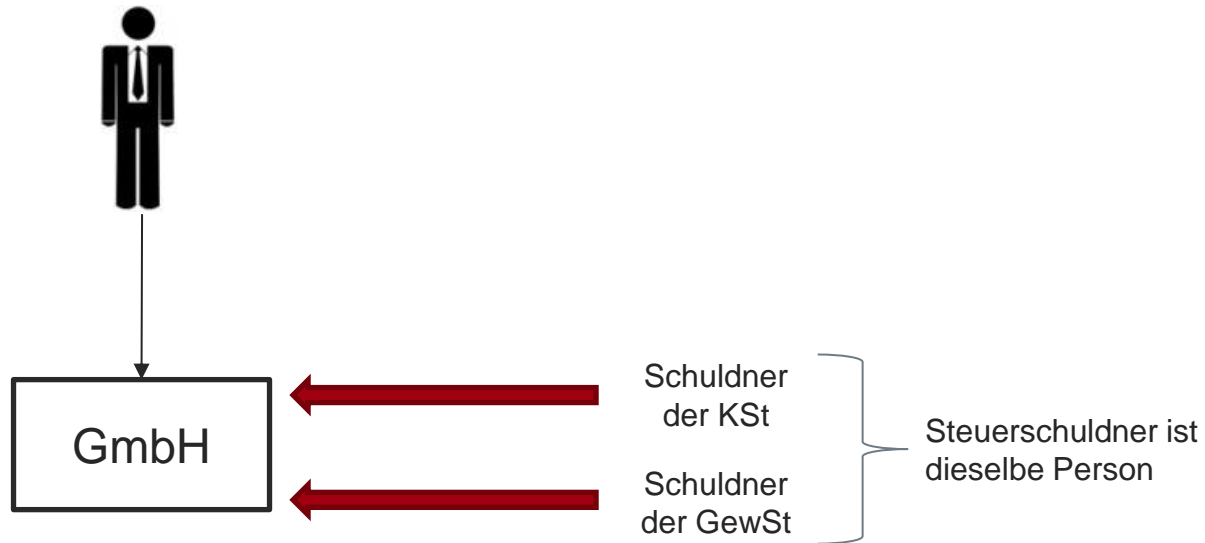 GmbH
Schuldner
der KSt
Schuldner
der GewSt
Steuerschuldner ist
dieselbe Person